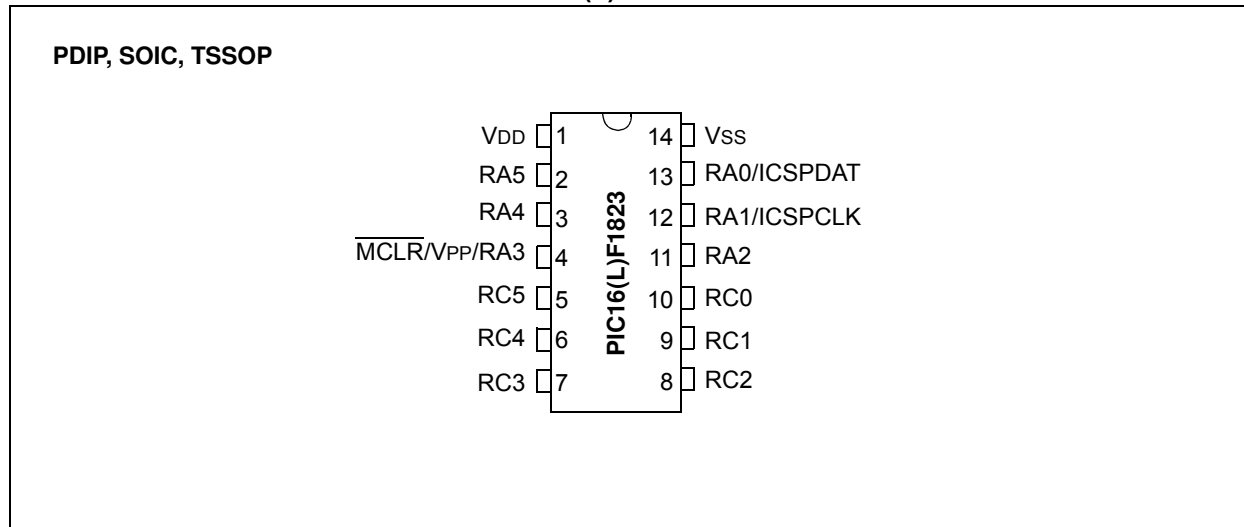 PDIP, SOIC, TSSOP
VDD 1 14 VSS
RA5 2 13 RA0/ICSPDAT
RA4 3 12 RA1/ICSPCLK
MCLR/VPP/RA3 4 11 RA2
RC5 5 10 RC0
RC4 6 9 RC1
RC3 7 8 RC2
PIC16(L)F1823